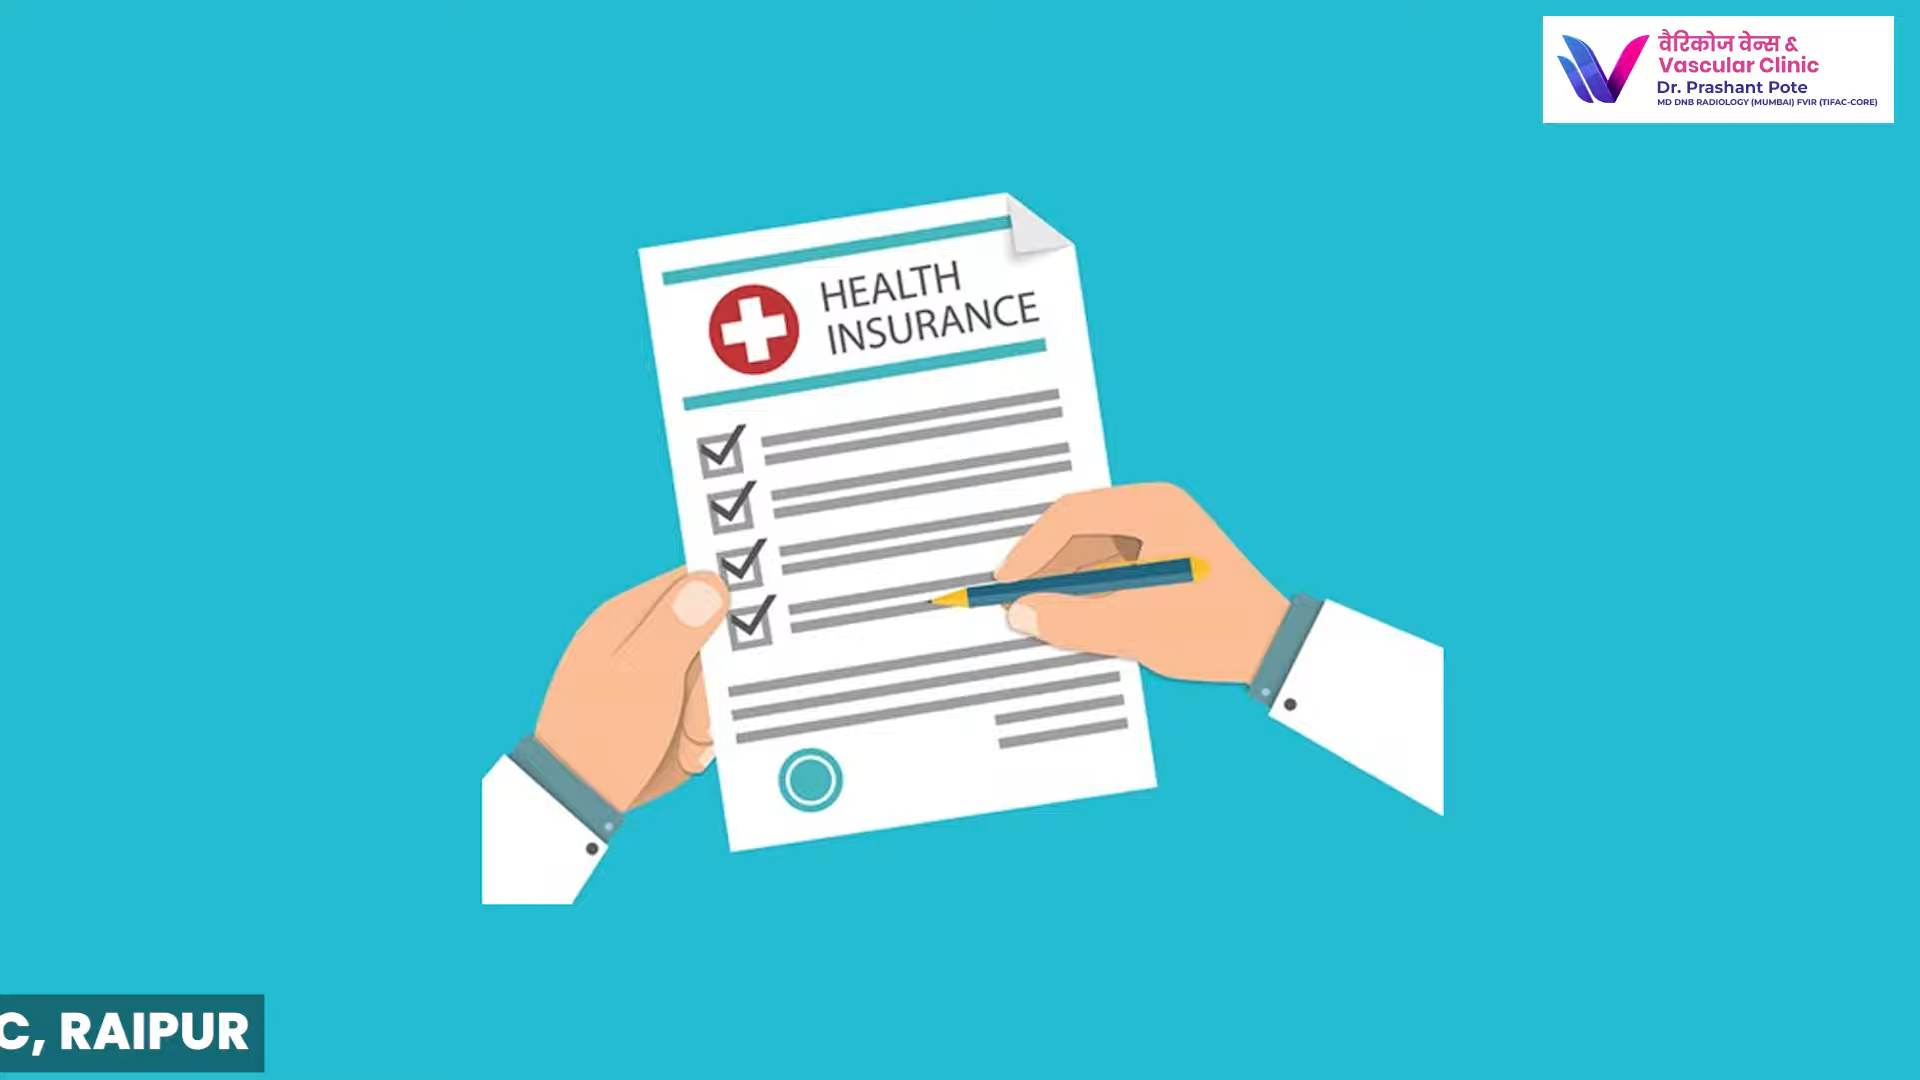 वैरिकोज वेन्स &
Vascular Clinic
Dr. Prashant Pote
MD DNB RADIOLOGY (MUMBAI) FVIR (TIFAC-CORE)
HEALTH
INSURANCE
C, RAIPUR